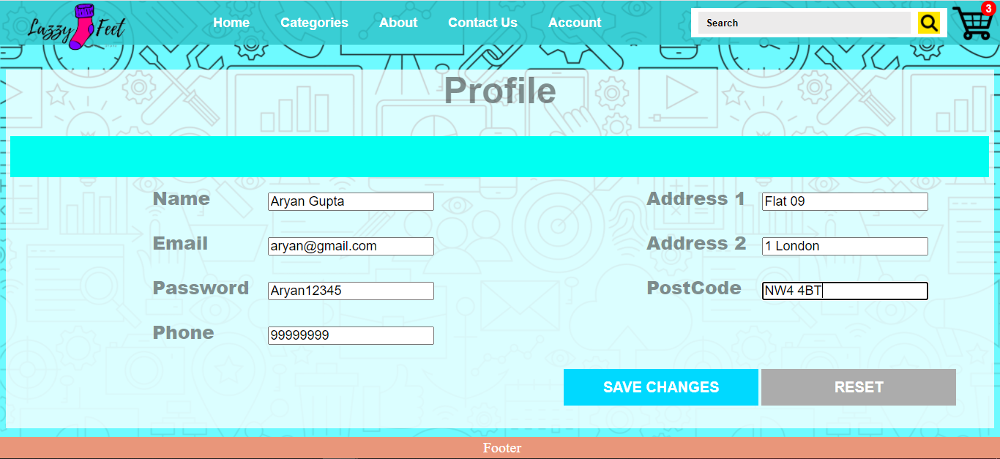 Lazzy Feet
Home Categories About Contact Us Account
Search
3
Profile
Name Aryan Gupta
Address 1 Flat 09
Email aryan@gmail.com
Address 2 1 London
Password Aryan12345
PostCode NW4 4BT
Phone 99999999
SAVE CHANGES RESET
Footer